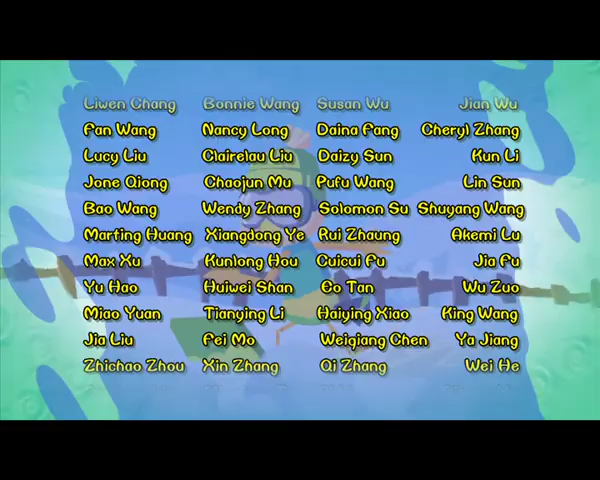 Liwen Chang Bonnie Wang Susan Wu Jian Wu
Fan Wang Nancy Long Daina Fang Cheryl Zhang
Lucy Liu Clairelau Liu Daizy Sun Kun Li
Jone Qiong Chaojun Mu Pufu Wang Lin Sun
Bao Wang Wendy Zhang Solomon Su Shuyang Wang
Marting Huang Xiangdong Ye Rui Zhaung Akemi Lu
Max Xu Kunlong Hou Cuicui Fu Jia Fu
Yu Hao Huiwei Shan Eo Tan Wu Zuo
Miao Yuan Tianying Li Haiying Xiao King Wang
Jia Liu Fei Mo Weiqiang Chen Ya Jiang
Zhichao Zhou Xin Zhang Qi Zhang Wei He